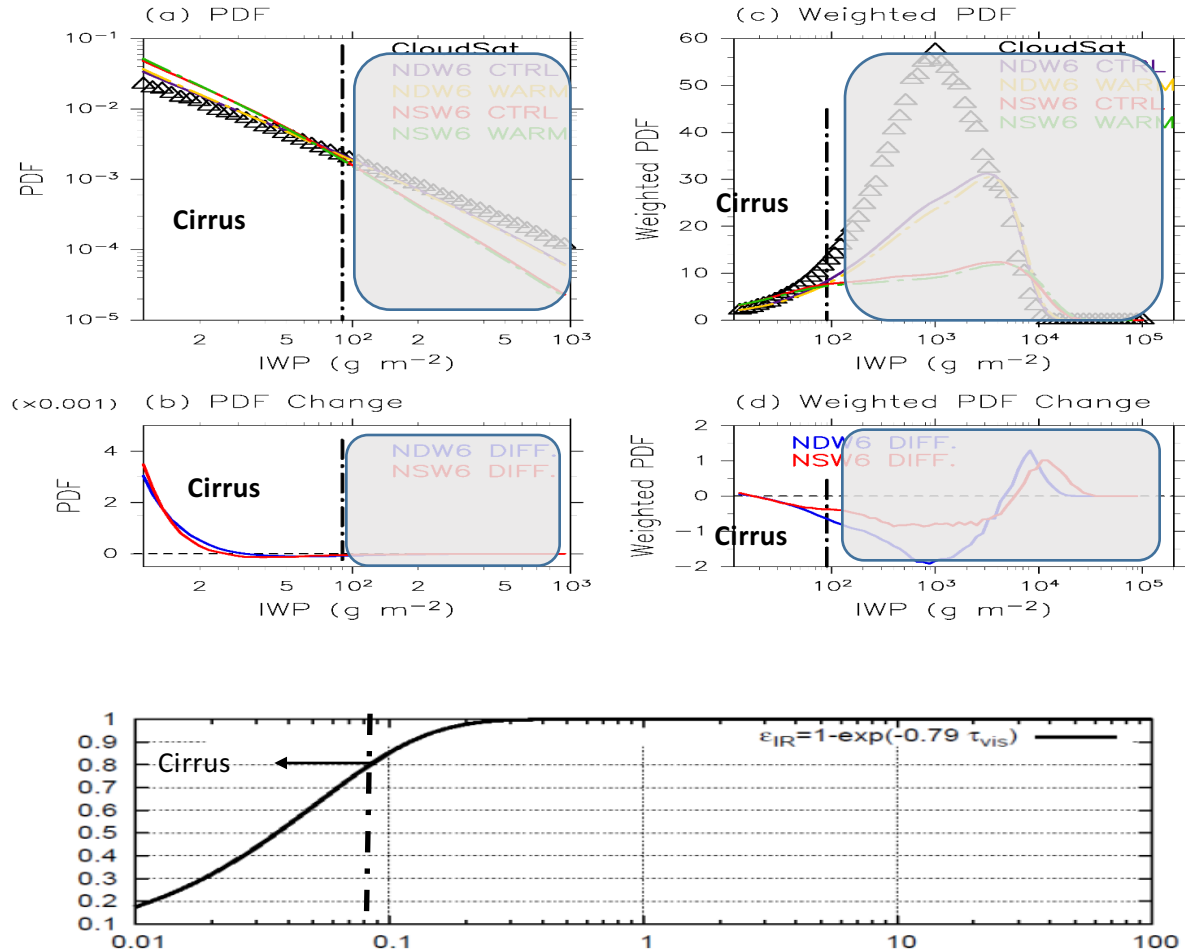 (a) PDF
CloudSat
NDW6 CTRL
NDW6 WARM
NSW6 CTRL
NSW6 WARM
Cirrus
PDF
10⁻¹
10⁻²
10⁻³
10⁻⁴
10⁻⁵
2 5 10² 2 5 10³
IWP (g m⁻²)
(c) Weighted PDF
CloudSat
NDW6 CTRL
NDW6 WARM
NSW6 CTRL
NSW6 WARM
Cirrus
Weighted PDF
60
50
40
30
20
10
0
10² 10³ 10⁴ 10⁵
IWP (g m⁻²)
(x0.001) (b) PDF Change
NDW6 DIFF.
NSW6 DIFF.
Cirrus
PDF
4
2
0
2 5 10² 2 5 10³
IWP (g m⁻²)
(d) Weighted PDF Change
NDW6 DIFF.
NSW6 DIFF.
Cirrus
Weighted PDF
2
1
0
-1
-2
10² 10³ 10⁴ 10⁵
IWP (g m⁻²)
ε_IR=1-exp(-0.79 τ_vis)
Cirrus
1
0.9
0.8
0.7
0.6
0.5
0.4
0.3
0.2
0.1
0.01 0.1 1 10 100